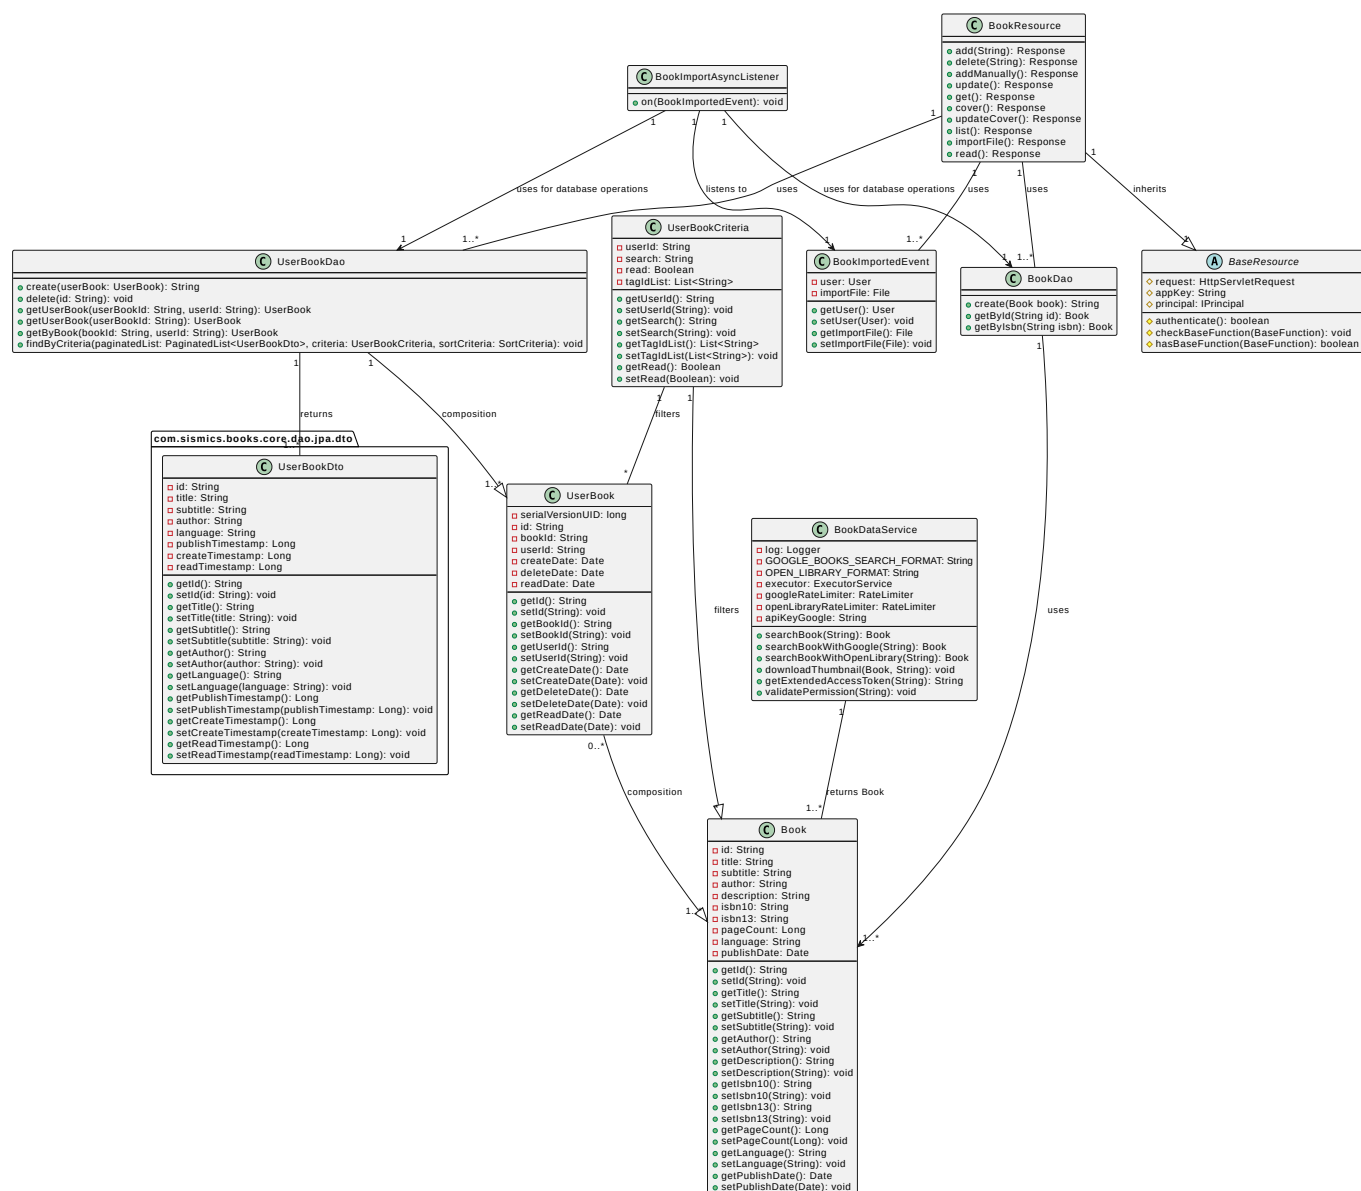 C BookResource
add(String): Response
delete(String): Response
addManually(): Response
update(): Response
get(): Response
cover(): Response
updateCover(): Response
list(): Response
importFile(): Response
read(): Response
C BookImportAsyncListener
on(BookImportedEvent): void
1
1
1
1
1
1
1
uses for database operations
listens to
uses
uses for database operations
uses
uses
inherits
1
1..*
1
1..*
1
1..*
1
C UserBookDao
create(userBook: UserBook): String
delete(id: String): void
getUserBook(userBookId: String, userId: String): UserBook
getUserBook(userBookId: String): UserBook
getByBook(bookId: String, userId: String): UserBook
findByCriteria(paginatedList: PaginatedList<UserBookDto>, criteria: UserBookCriteria, sortCriteria: SortCriteria): void
C UserBookCriteria
userId: String
search: String
read: Boolean
tagIdList: List<String>
getUserId(): String
setUserId(String): void
getSearch(): String
setSearch(String): void
getTagIdList(): List<String>
setTagIdList(List<String>): void
getRead(): Boolean
setRead(Boolean): void
C BookImportedEvent
user: User
importFile: File
getUser(): User
setUser(User): void
getImportFile(): File
setImportFile(File): void
C BookDao
create(Book book): String
getById(String id): Book
getByIsbn(String isbn): Book
A BaseResource
request: HttpServletRequest
appKey: String
principal: IPrincipal
authenticate(): boolean
checkBaseFunction(BaseFunction): void
hasBaseFunction(BaseFunction): boolean
1
1
1
1
1
returns
composition
filters
1..*
1..*
*
com.sismics.books.core.dao.jpa.dto
C UserBookDto
id: String
title: String
subtitle: String
author: String
language: String
publishTimestamp: Long
createTimestamp: Long
readTimestamp: Long
getId(): String
setId(id: String): void
getTitle(): String
setTitle(title: String): void
getSubtitle(): String
setSubtitle(subtitle: String): void
getAuthor(): String
setAuthor(author: String): void
getLanguage(): String
setLanguage(language: String): void
getPublishTimestamp(): Long
setPublishTimestamp(publishTimestamp: Long): void
getCreateTimestamp(): Long
setCreateTimestamp(createTimestamp: Long): void
getReadTimestamp(): Long
setReadTimestamp(readTimestamp: Long): void
C UserBook
serialVersionUID: long
id: String
bookId: String
userId: String
createDate: Date
deleteDate: Date
readDate: Date
getId(): String
setId(String): void
getBookId(): String
setBookId(String): void
getUserId(): String
setUserId(String): void
getCreateDate(): Date
setCreateDate(Date): void
getDeleteDate(): Date
setDeleteDate(Date): void
getReadDate(): Date
setReadDate(Date): void
C BookDataService
log: Logger
GOOGLE_BOOKS_SEARCH_FORMAT: String
OPEN_LIBRARY_FORMAT: String
executor: ExecutorService
googleRateLimiter: RateLimiter
openLibraryRateLimiter: RateLimiter
apiKeyGoogle: String
searchBook(String): Book
searchBookWithGoogle(String): Book
searchBookWithOpenLibrary(String): Book
downloadThumbnail(Book, String): void
getExtendedAccessToken(String): String
validatePermission(String): void
filters
uses
0..*
1
composition
returns Book
1..*
1..*
C Book
id: String
title: String
subtitle: String
author: String
description: String
isbn10: String
isbn13: String
pageCount: Long
language: String
publishDate: Date
getId(): String
setId(String): void
getTitle(): String
setTitle(String): void
getSubtitle(): String
setSubtitle(String): void
getAuthor(): String
setAuthor(String): void
getDescription(): String
setDescription(String): void
getIsbn10(): String
setIsbn10(String): void
getIsbn13(): String
setIsbn13(String): void
getPageCount(): Long
setPageCount(Long): void
getLanguage(): String
setLanguage(String): void
getPublishDate(): Date
setPublishDate(Date): void